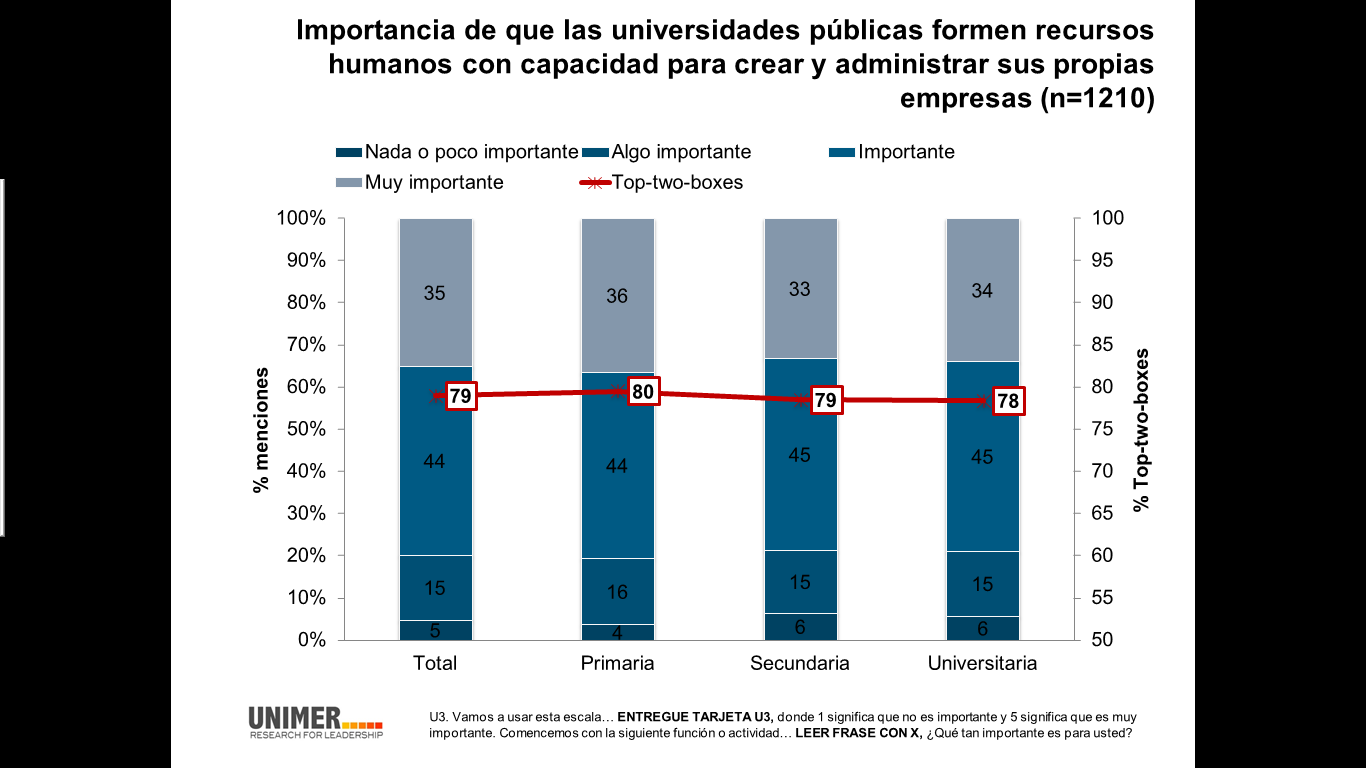 Importancia de que las universidades públicas formen recursos
humanos con capacidad para crear y administrar sus propias
empresas (n=1210)
Nada o poco importante Algo importante Importante
Muy importante Top-two-boxes
100% 100
90% 95
80% 90
70% 85
60% 80
50% 75
40% 70
30% 65
20% 60
10% 55
0% 50
% menciones
% Top-two-boxes
35 36 33 34
79 80 79 78
44 44 45 45
15 16 15 15
5 4 6 6
Total Primaria Secundaria Universitaria
UNIMER
RESEARCH FOR LEADERSHIP
U3. Vamos a usar esta escala… ENTREGUE TARJETA U3, donde 1 significa que no es importante y 5 significa que es muy
importante. Comencemos con la siguiente función o actividad… LEER FRASE CON X, ¿Qué tan importante es para usted?